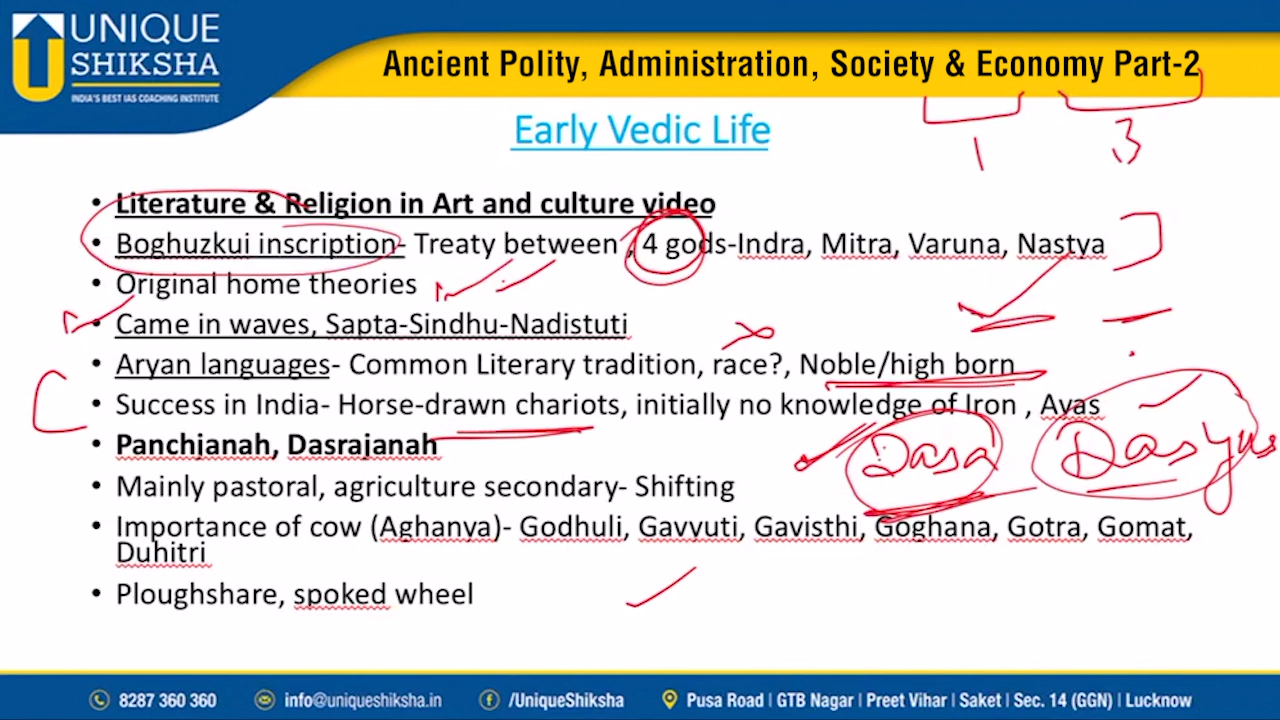 UNIQUE
SHIKSHA
INDIA'S BEST IAS COACHING INSTITUTE
Ancient Polity, Administration, Society & Economy Part-2
1
3
Early Vedic Life
• Literature & Religion in Art and culture video
• Boghuzkui inscription- Treaty between , 4 gods-Indra, Mitra, Varuna, Nastya
• Original home theories
• Came in waves, Sapta-Sindhu-Nadistuti
• Aryan languages- Common Literary tradition, race?, Noble/high born
• Success in India- Horse-drawn chariots, initially no knowledge of Iron , Ayas
• Panchjanah, Dasrajanah
Dasa
Dasyus
• Mainly pastoral, agriculture secondary- Shifting
• Importance of cow (Aghanya)- Godhuli, Gavyuti, Gavisthi, Goghana, Gotra, Gomat,
Duhitri
• Ploughshare, spoked wheel
8287 360 360
info@uniqueshiksha.in
/UniqueShiksha
Pusa Road | GTB Nagar | Preet Vihar | Saket | Sec. 14 (GGN) | Lucknow